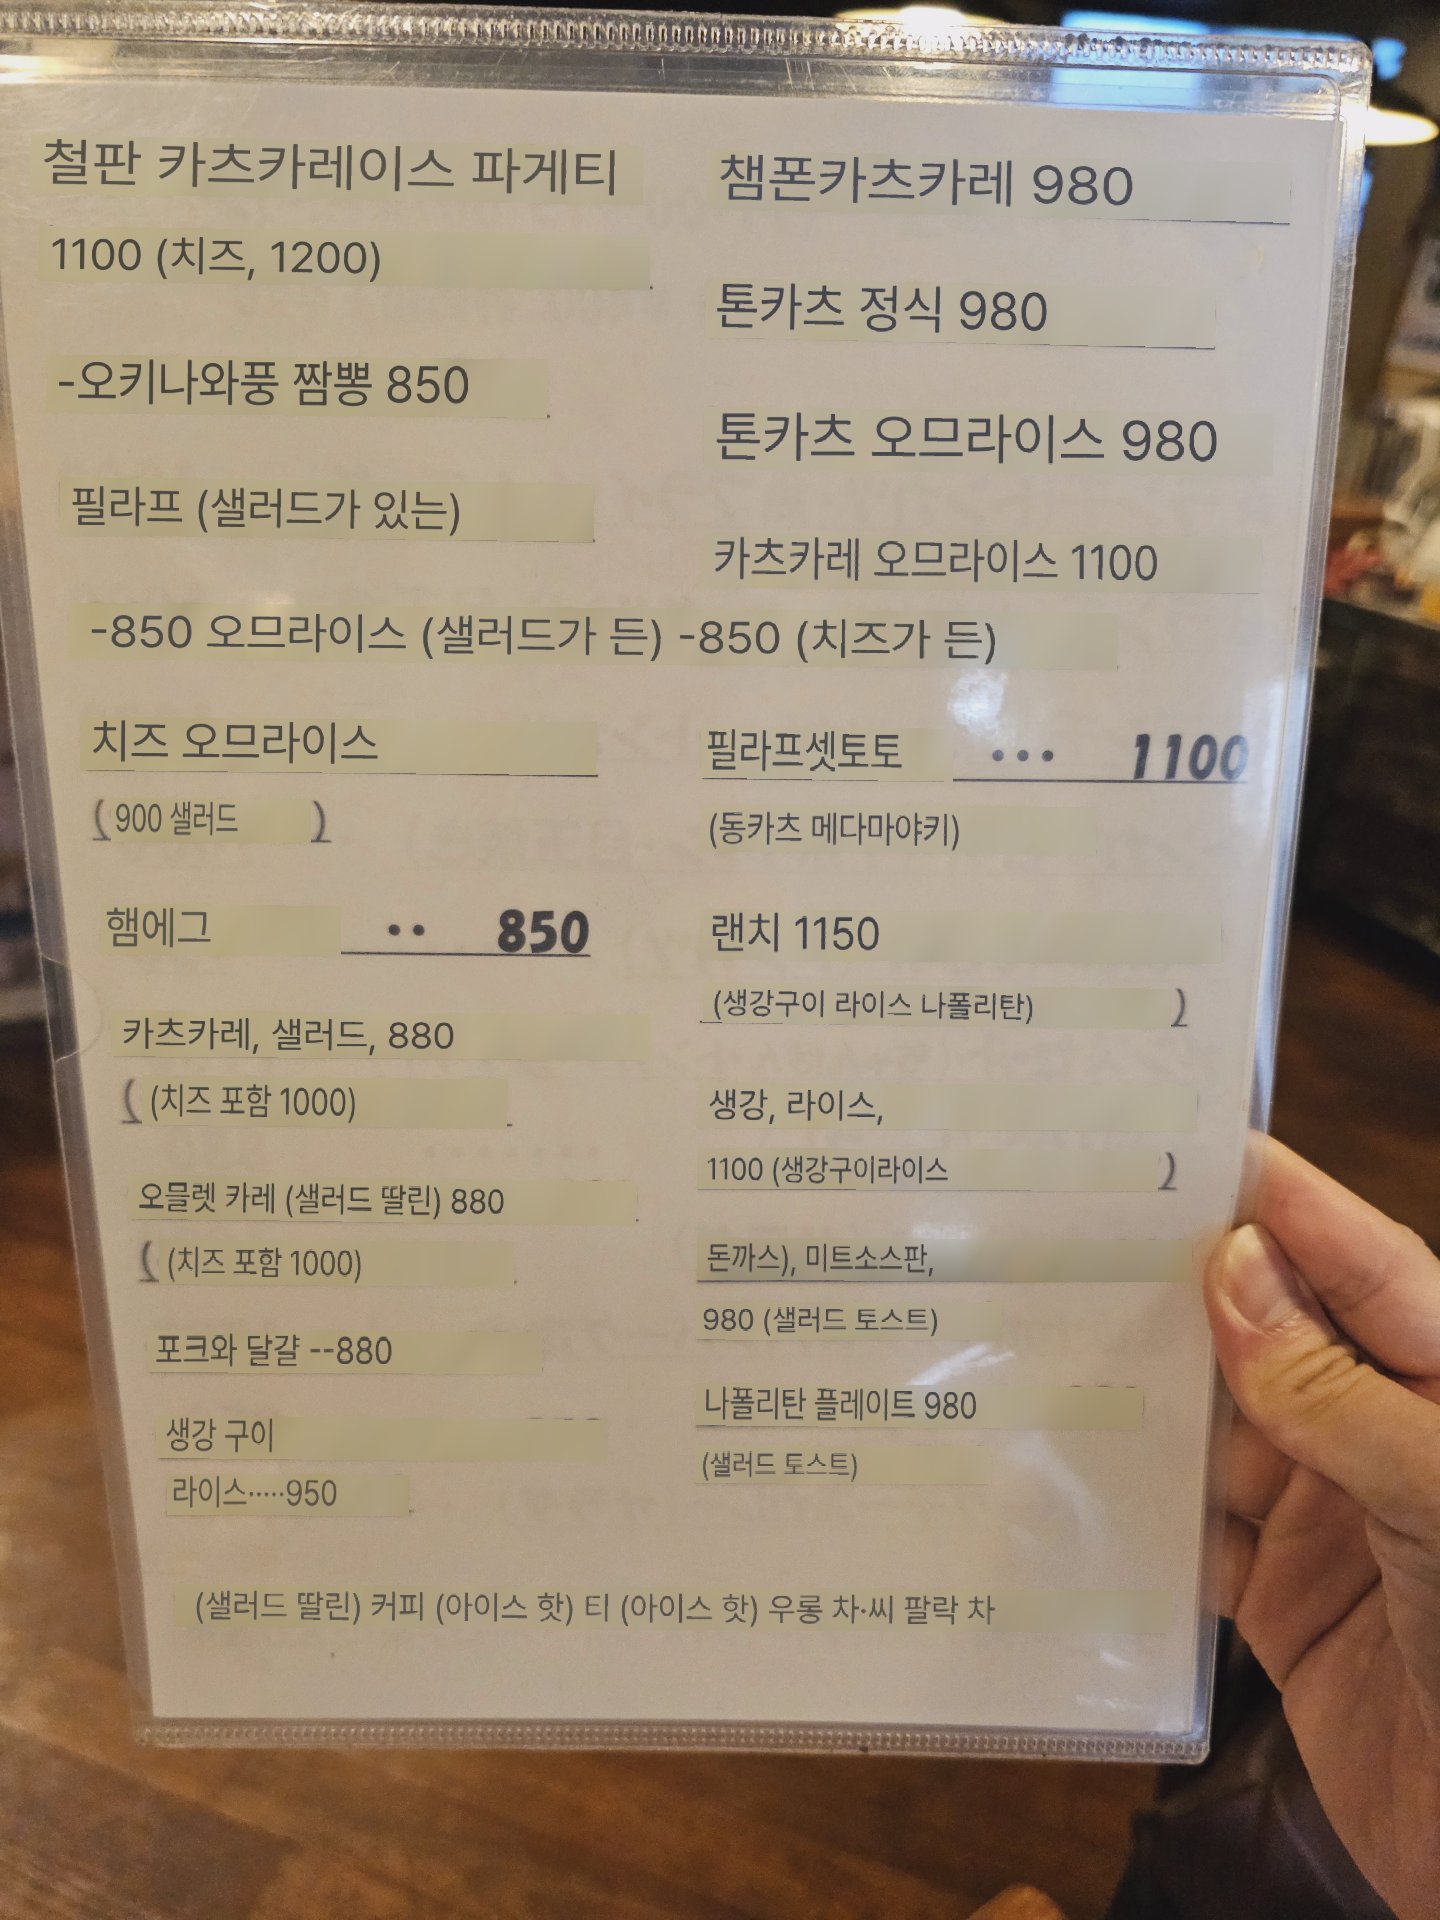 철판 카츠카레이스 파게티
1100 (치즈, 1200)
-오키나와풍 짬뽕 850
필라프 (샐러드가 있는)
챔폰카츠카레 980
톤카츠 정식 980
톤카츠 오므라이스 980
카츠카레 오므라이스 1100
-850 오므라이스 (샐러드가 든) -850 (치즈가 든)
치즈 오므라이스
(900 샐러드 )
햄에그 ‥ 850
카츠카레, 샐러드, 880
( (치즈 포함 1000)
오믈렛 카레 (샐러드 딸린) 880
( (치즈 포함 1000)
포크와 달걀 --880
생강 구이
라이스·····950
필라프셋토토 … 1100
(동카츠 메다마야키)
랜치 1150
(생강구이 라이스 나폴리탄) )
생강, 라이스,
1100 (생강구이라이스 )
돈까스), 미트소스판,
980 (샐러드 토스트)
나폴리탄 플레이트 980
(샐러드 토스트)
(샐러드 딸린) 커피 (아이스 핫) 티 (아이스 핫) 우롱 차·씨 팔락 차